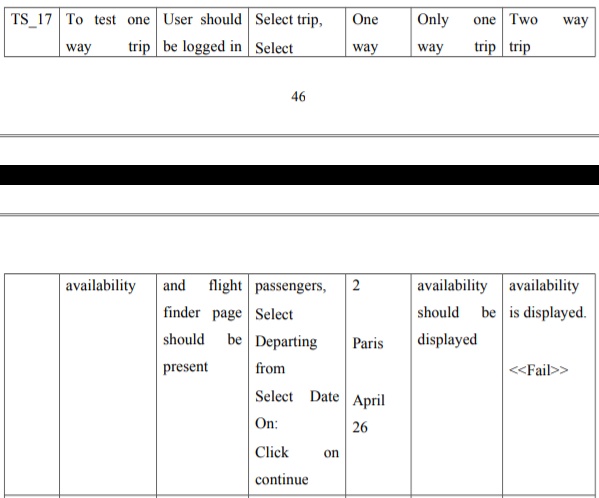 TS_17 To test one User should Select trip, One Only one Two way
way trip be logged in Select way way trip trip
46
availability and flight passengers, 2 availability availability
finder page Select should be is displayed.
should be Departing Paris displayed
present from <<Fail>>
Select Date April
On: 26
Click on
continue